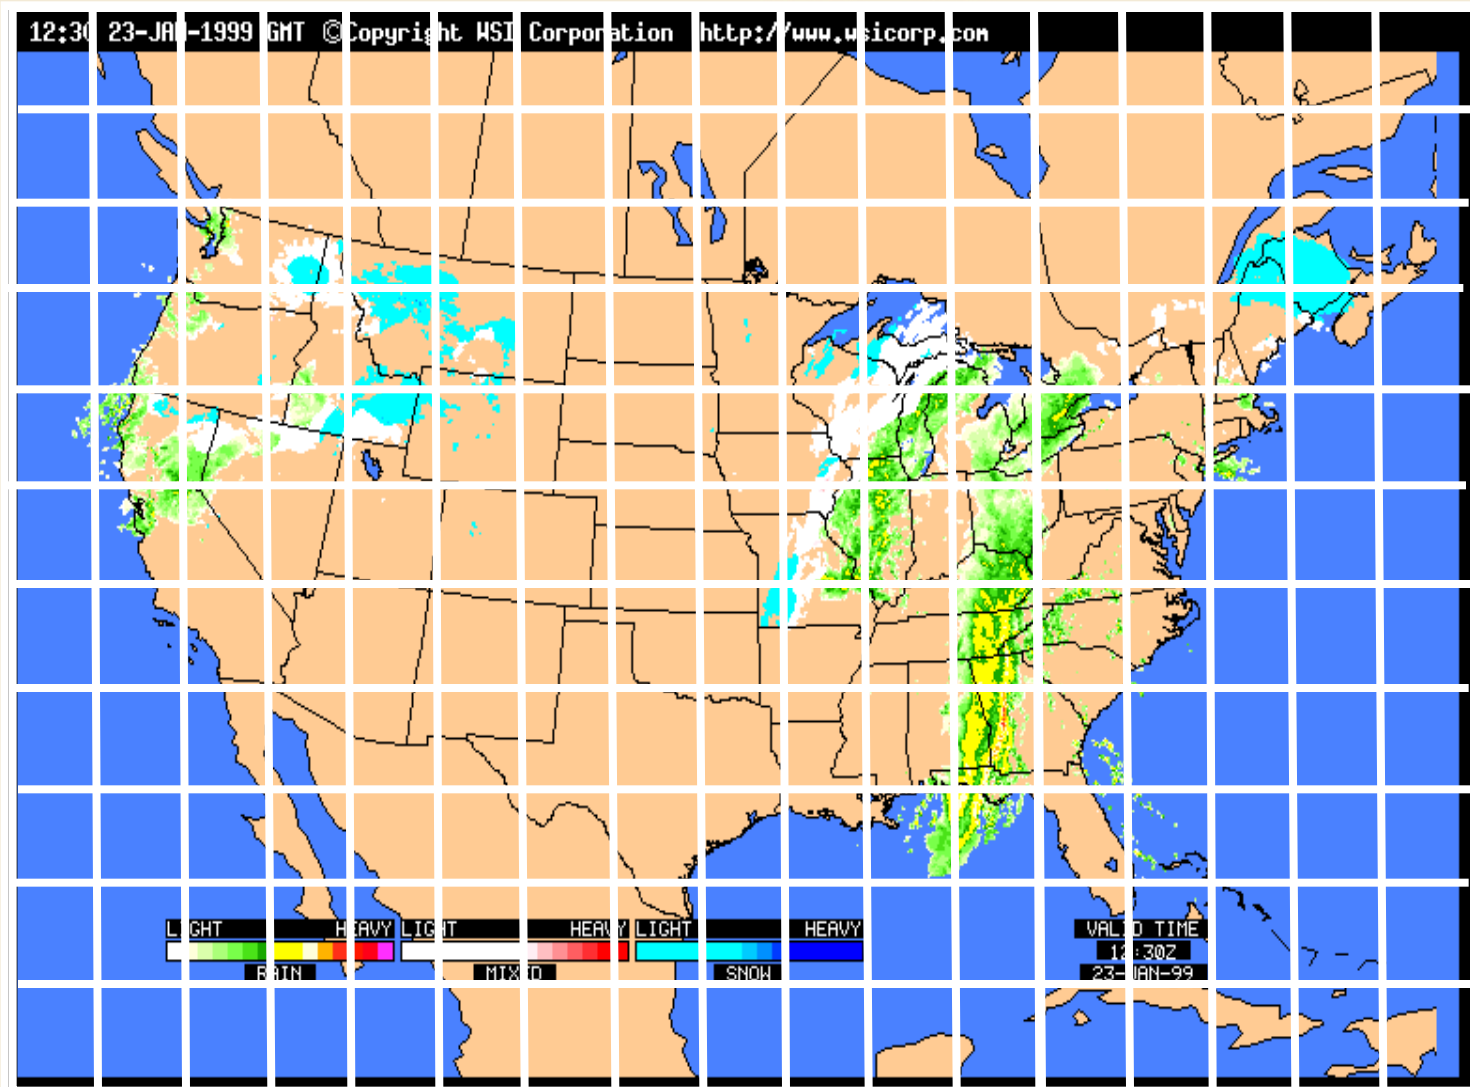 12:30 23-JAN-1999 GMT ©Copyright WSI Corporation http://www.wsicorp.com
LIGHT HEAVY LIGHT HEAVY LIGHT HEAVY
RAIN MIXED SNOW
VALID TIME
12:30Z
23-JAN-99